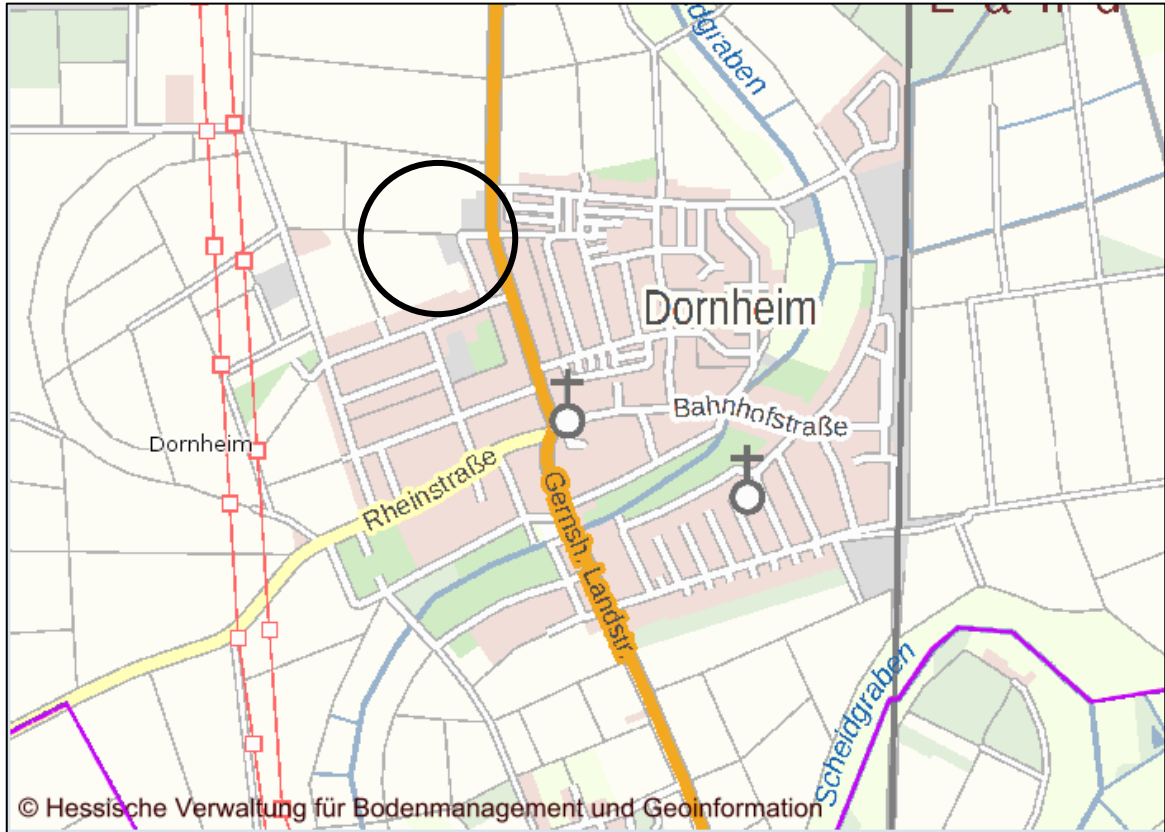 L a n d
dgraben
Dornheim
Bahnhofstraße
Dornheim
Rheinstraße
Gernsh. Landstr.
Scheidgraben
© Hessische Verwaltung für Bodenmanagement und Geoinformation